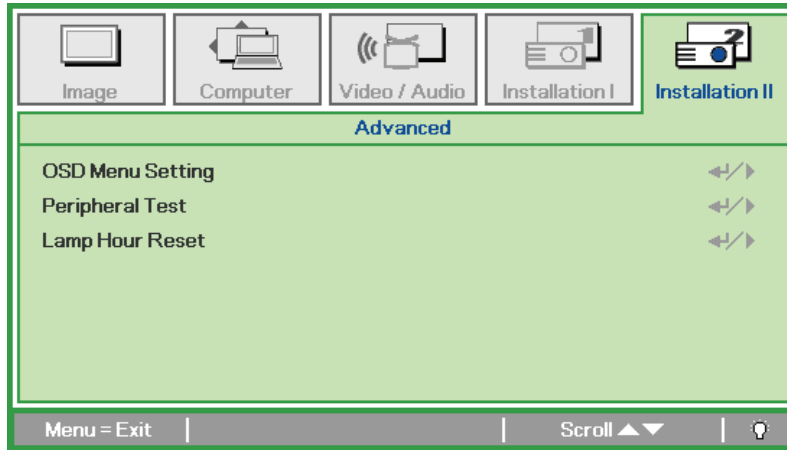 Image
Computer
Video / Audio
Installation I
Installation II
Advanced
OSD Menu Setting
Peripheral Test
Lamp Hour Reset
Menu = Exit
Scroll ▲▼